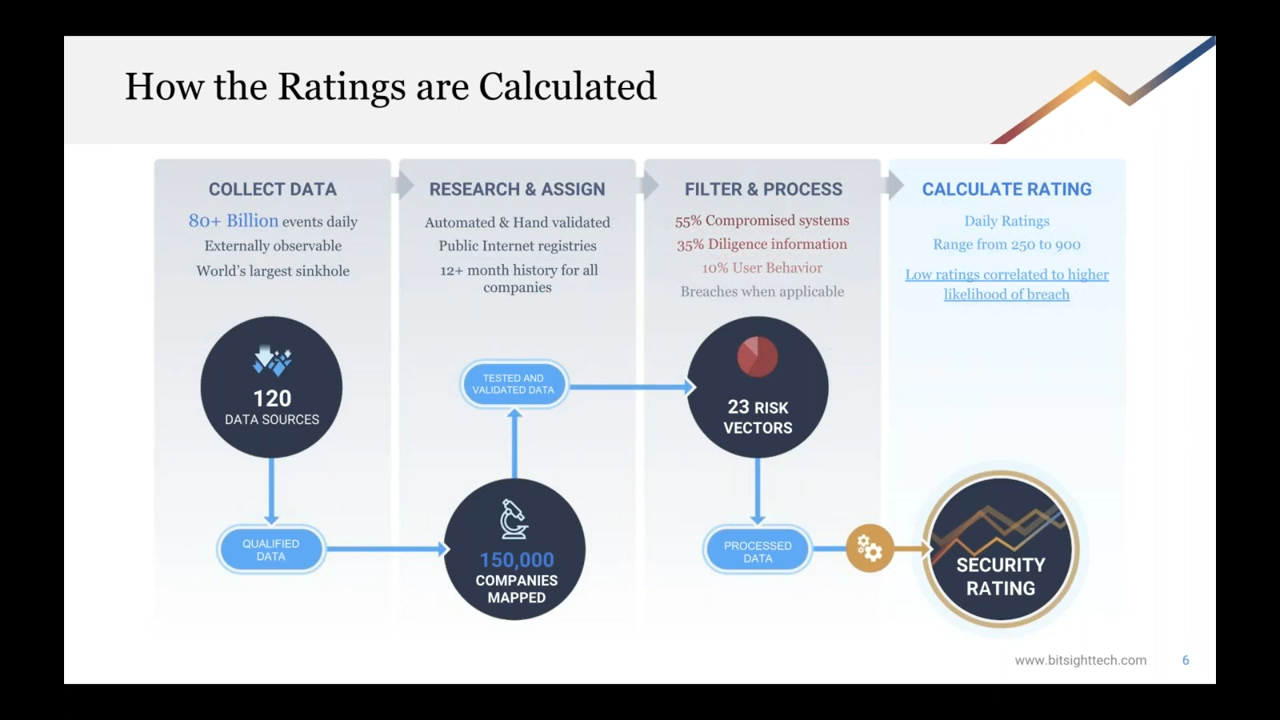 How the Ratings are Calculated
COLLECT DATA
80+ Billion events daily
Externally observable
World's largest sinkhole
120
DATA SOURCES
QUALIFIED
DATA
RESEARCH & ASSIGN
Automated & Hand validated
Public Internet registries
12+ month history for all
companies
TESTED AND
VALIDATED DATA
150,000
COMPANIES
MAPPED
FILTER & PROCESS
55% Compromised systems
35% Diligence information
10% User Behavior
Breaches when applicable
23 RISK
VECTORS
PROCESSED
DATA
CALCULATE RATING
Daily Ratings
Range from 250 to 900
Low ratings correlated to higher
likelihood of breach
SECURITY
RATING
www.bitsighttech.com
6